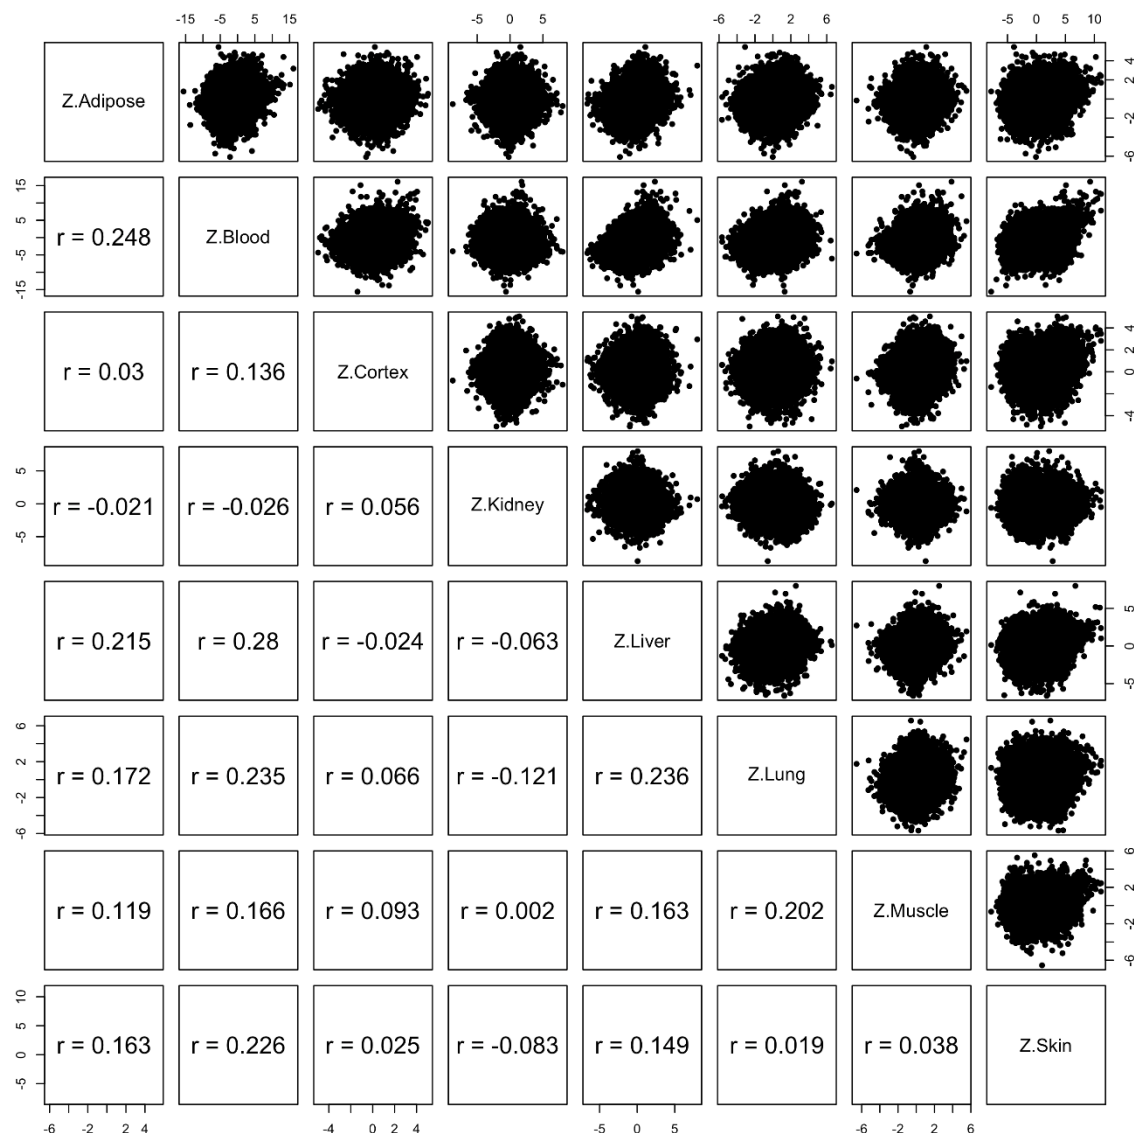 -15 -5 5 15 -5 0 5 -6 -2 2 6 -5 0 5 10
Z.Adipose 4 2 0 -2 -6
15 5 -5 -15 r = 0.248 Z.Blood
r = 0.03 r = 0.136 Z.Cortex 4 2 0 -4
5 0 -5 r = -0.021 r = -0.026 r = 0.056 Z.Kidney
r = 0.215 r = 0.28 r = -0.024 r = -0.063 Z.Liver 5 0 -5
6 2 -2 -6 r = 0.172 r = 0.235 r = 0.066 r = -0.121 r = 0.236 Z.Lung
r = 0.119 r = 0.166 r = 0.093 r = 0.002 r = 0.163 r = 0.202 Z.Muscle 6 2 -2 -6
10 5 0 -5 r = 0.163 r = 0.226 r = 0.025 r = -0.083 r = 0.149 r = 0.019 r = 0.038 Z.Skin
-6 -2 2 4 -4 0 2 4 -5 0 5 -6 -2 2 6